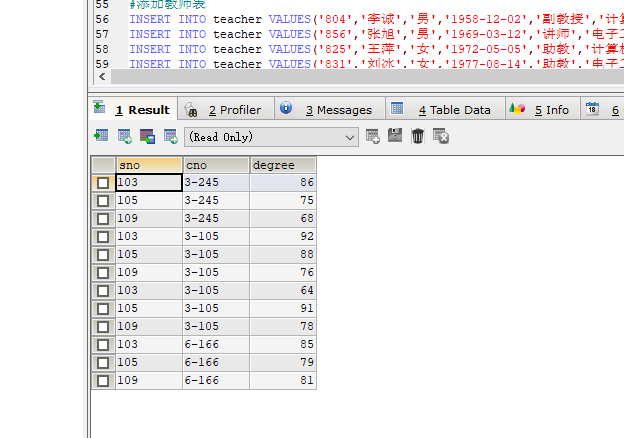 55 #添加教师表
56 INSERT INTO teacher VALUES('804','李诚','男','1958-12-02','副教授','计算
57 INSERT INTO teacher VALUES('856','张旭','男','1969-03-12','讲师','电子工
58 INSERT INTO teacher VALUES('825','王萍','女','1972-05-05','助教','计算机
59 INSERT INTO teacher VALUES('831','刘冰','女','1977-08-14','助教','电子工
1 Result 2 Profiler 3 Messages 4 Table Data 5 Info 18 6
(Read Only)
sno cno degree
103 3-245 86
105 3-245 75
109 3-245 68
103 3-105 92
105 3-105 88
109 3-105 76
103 3-105 64
105 3-105 91
109 3-105 78
103 6-166 85
105 6-166 79
109 6-166 81